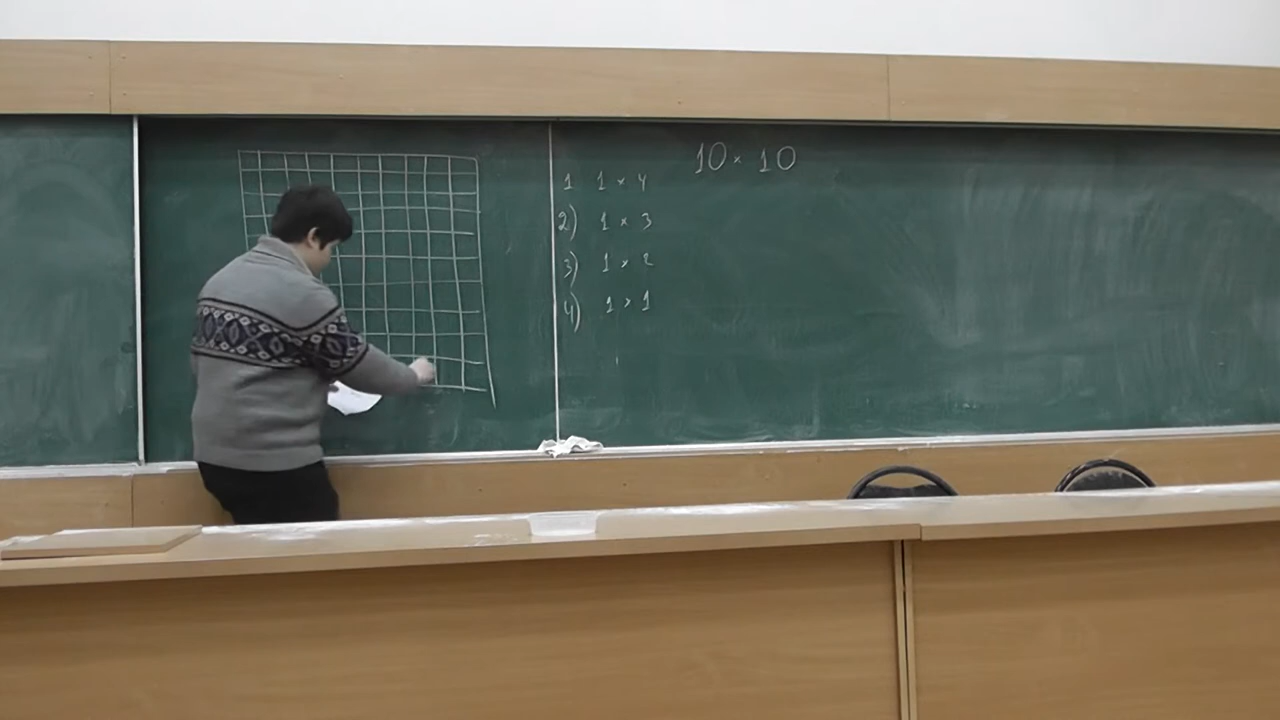 10 × 10
1 1 × 4
2) 1 × 3
3) 1 × 2
4) 1 × 1